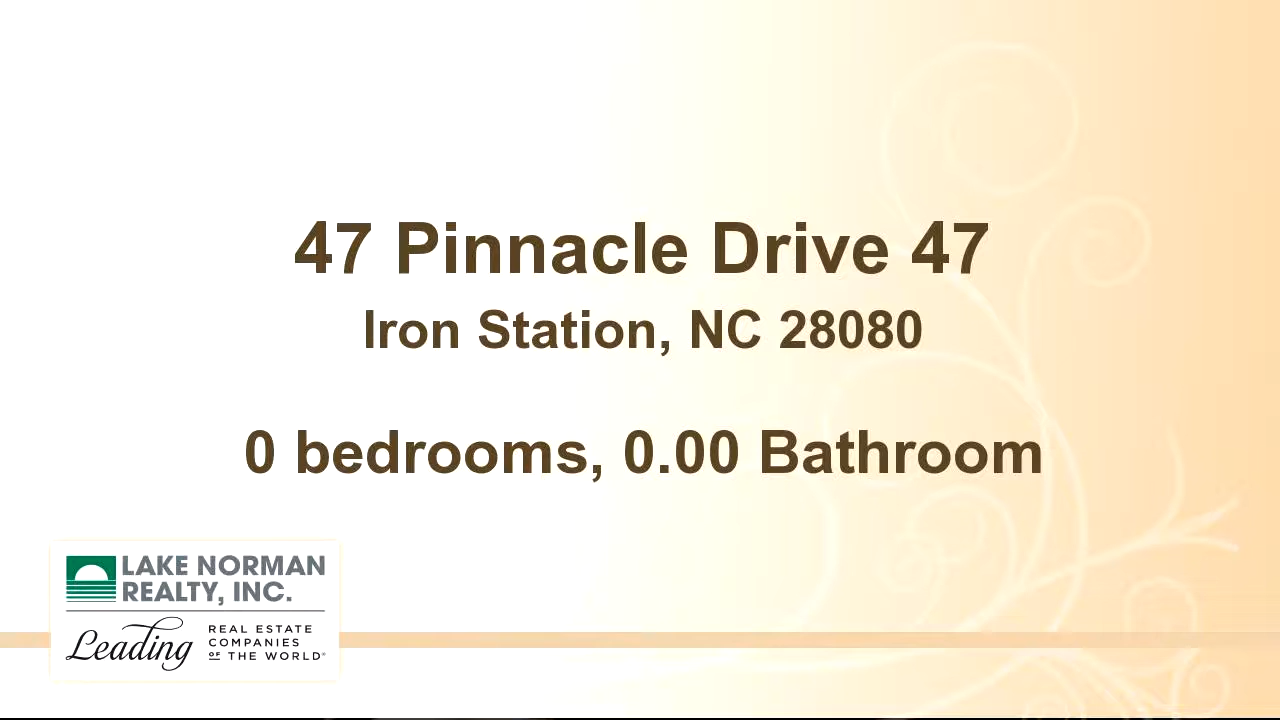 47 Pinnacle Drive 47
Iron Station, NC 28080
0 bedrooms, 0.00 Bathroom
LAKE NORMAN
REALTY, INC.
Leading
REAL ESTATE
COMPANIES
OF THE WORLD®